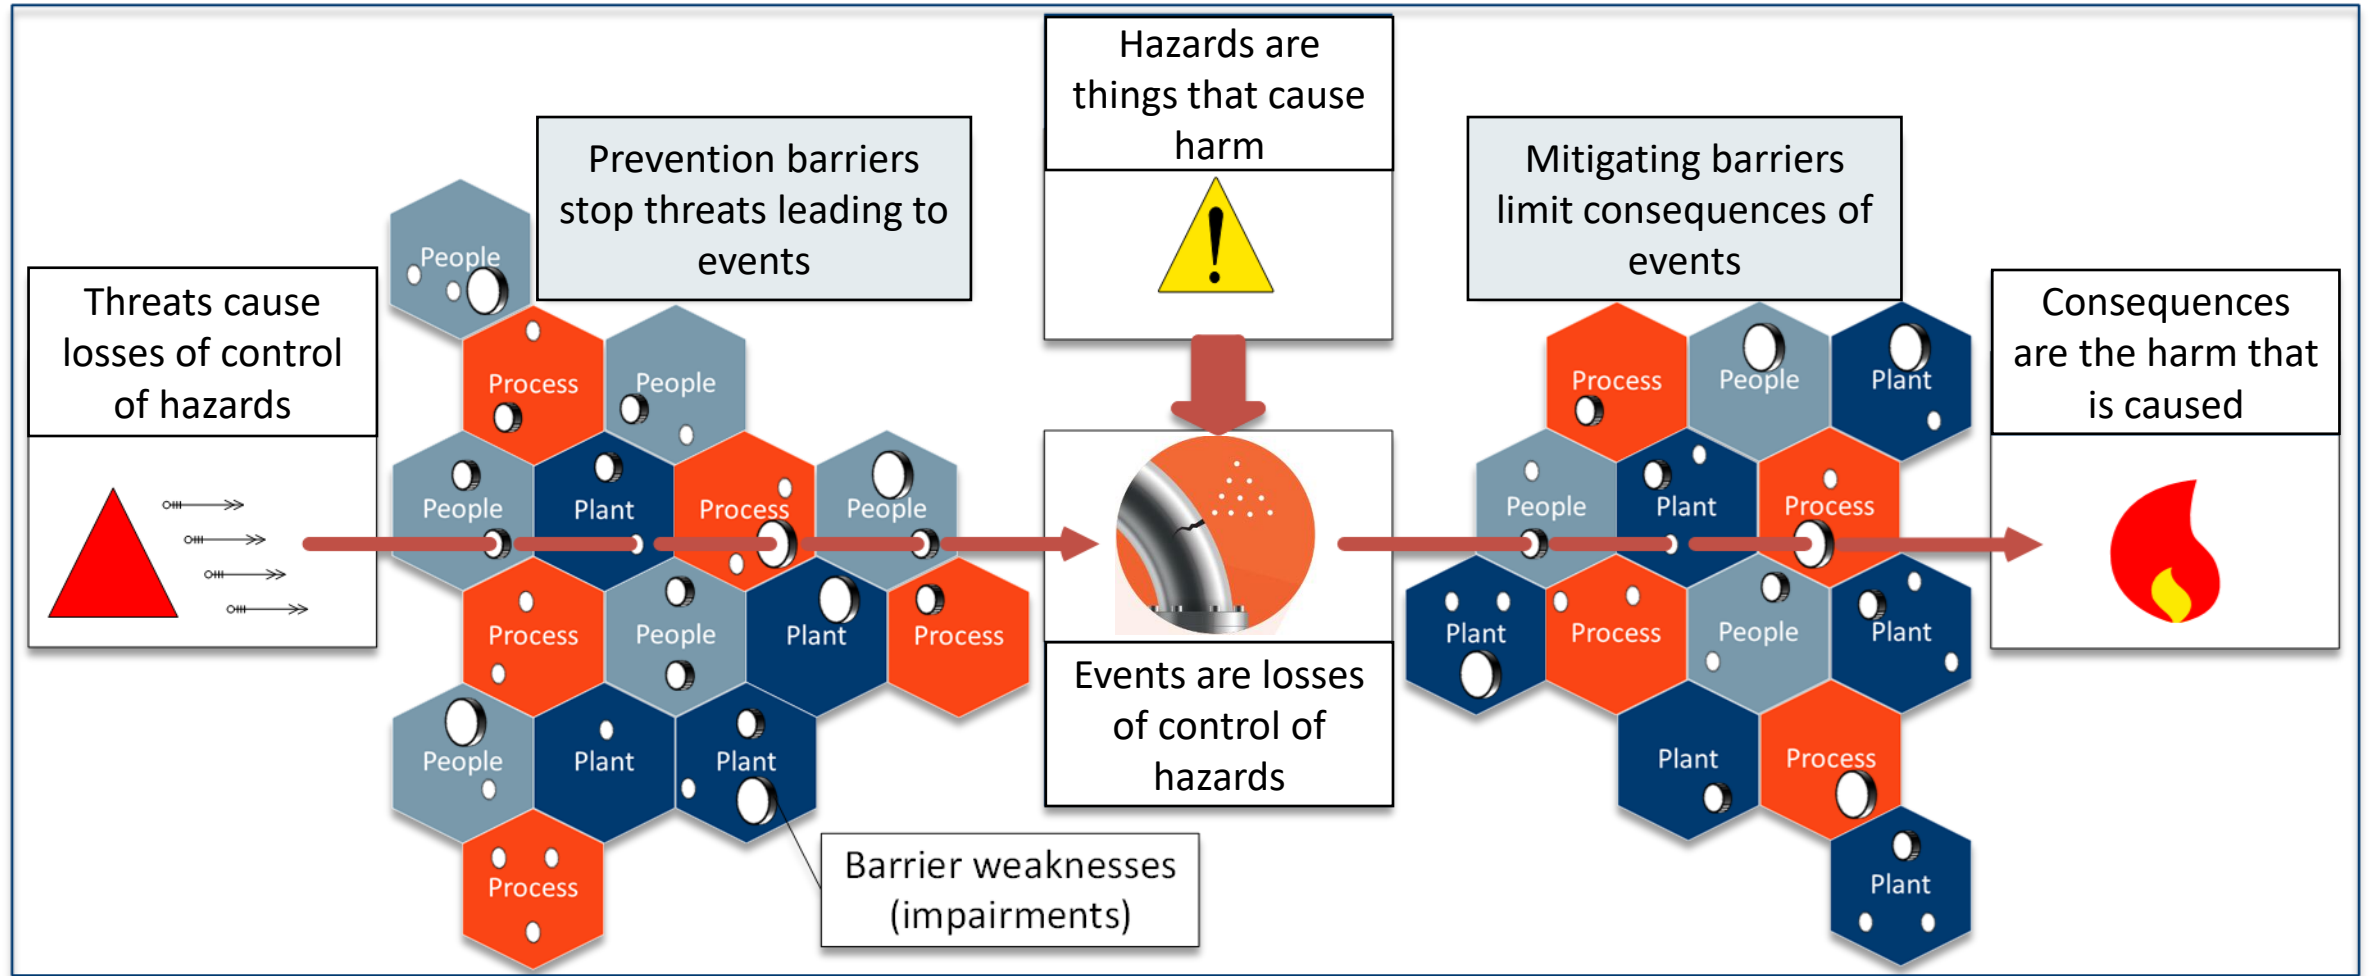 Hazards are
things that cause
harm
Prevention barriers
stop threats leading to
events
Mitigating barriers
limit consequences of
events
Threats cause
losses of control
of hazards
Consequences
are the harm that
is caused
People
Process
People
People
Plant
Process
People
Process
People
Plant
Process
People
Plant
Plant
Process
Events are losses
of control of
hazards
Barrier weaknesses
(impairments)
Process
People
Plant
People
Plant
Process
Plant
Process
People
Plant
Plant
Process
Plant